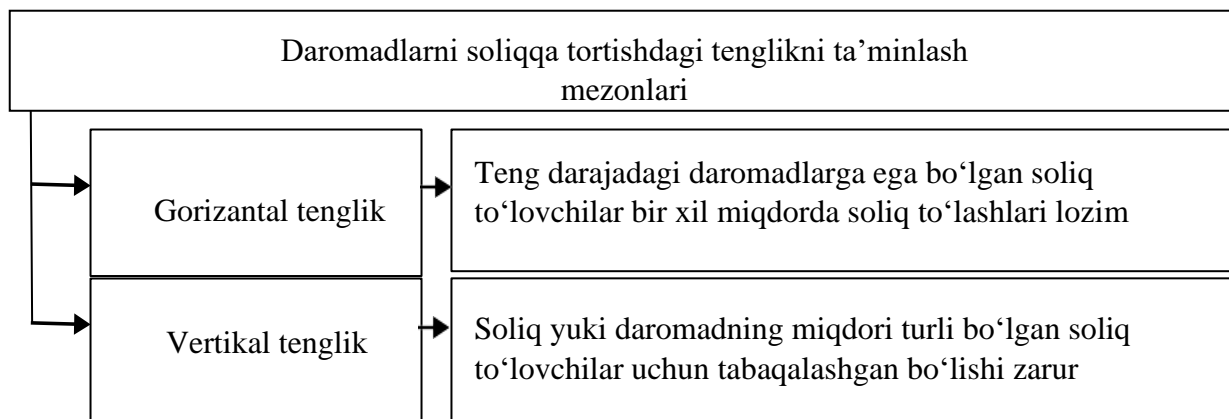 Daromadlarni soliqqa tortishdagi tenglikni ta’minlash
mezonlari
Gorizantal tenglik
Teng darajadagi daromadlarga ega bo‘lgan soliq
to‘lovchilar bir xil miqdorda soliq to‘lashlari lozim
Vertikal tenglik
Soliq yuki daromadning miqdori turli bo‘lgan soliq
to‘lovchilar uchun tabaqalashgan bo‘lishi zarur